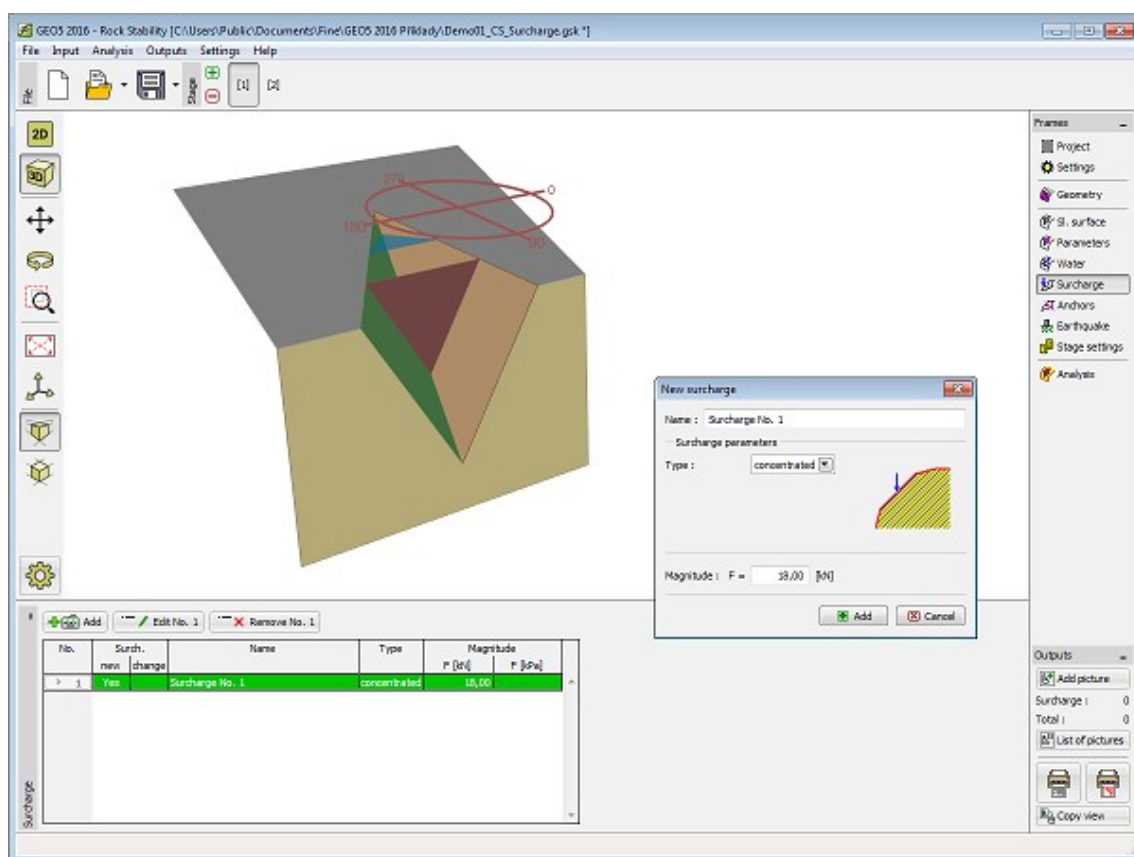 GEO5 2016 - Rock Stability [C:\Users\Public\Documents\Fine\GEO5 2016 Příklady\Demo01_CS_Surcharge.gsk *]
File Input Analysis Outputs Settings Help
File
Stage
[1] [2]
2D
3D
270
0
180
90
Frames
Project
Settings
Geometry
Sl. surface
Parameters
Water
Surcharge
Anchors
Earthquake
Stage settings
Analysis
New surcharge
Name : Surcharge No. 1
Surcharge parameters
Type : concentrated
Magnitude : F = 18,00 [kN]
Add Cancel
Add Edit No. 1 Remove No. 1
No. Surch. Name Type Magnitude
new change F [kN] P [kPa]
> 1 Yes Surcharge No. 1 concentrated 18,00
Surcharge
Outputs
Add picture
Surcharge : 0
Total : 0
List of pictures
Copy view